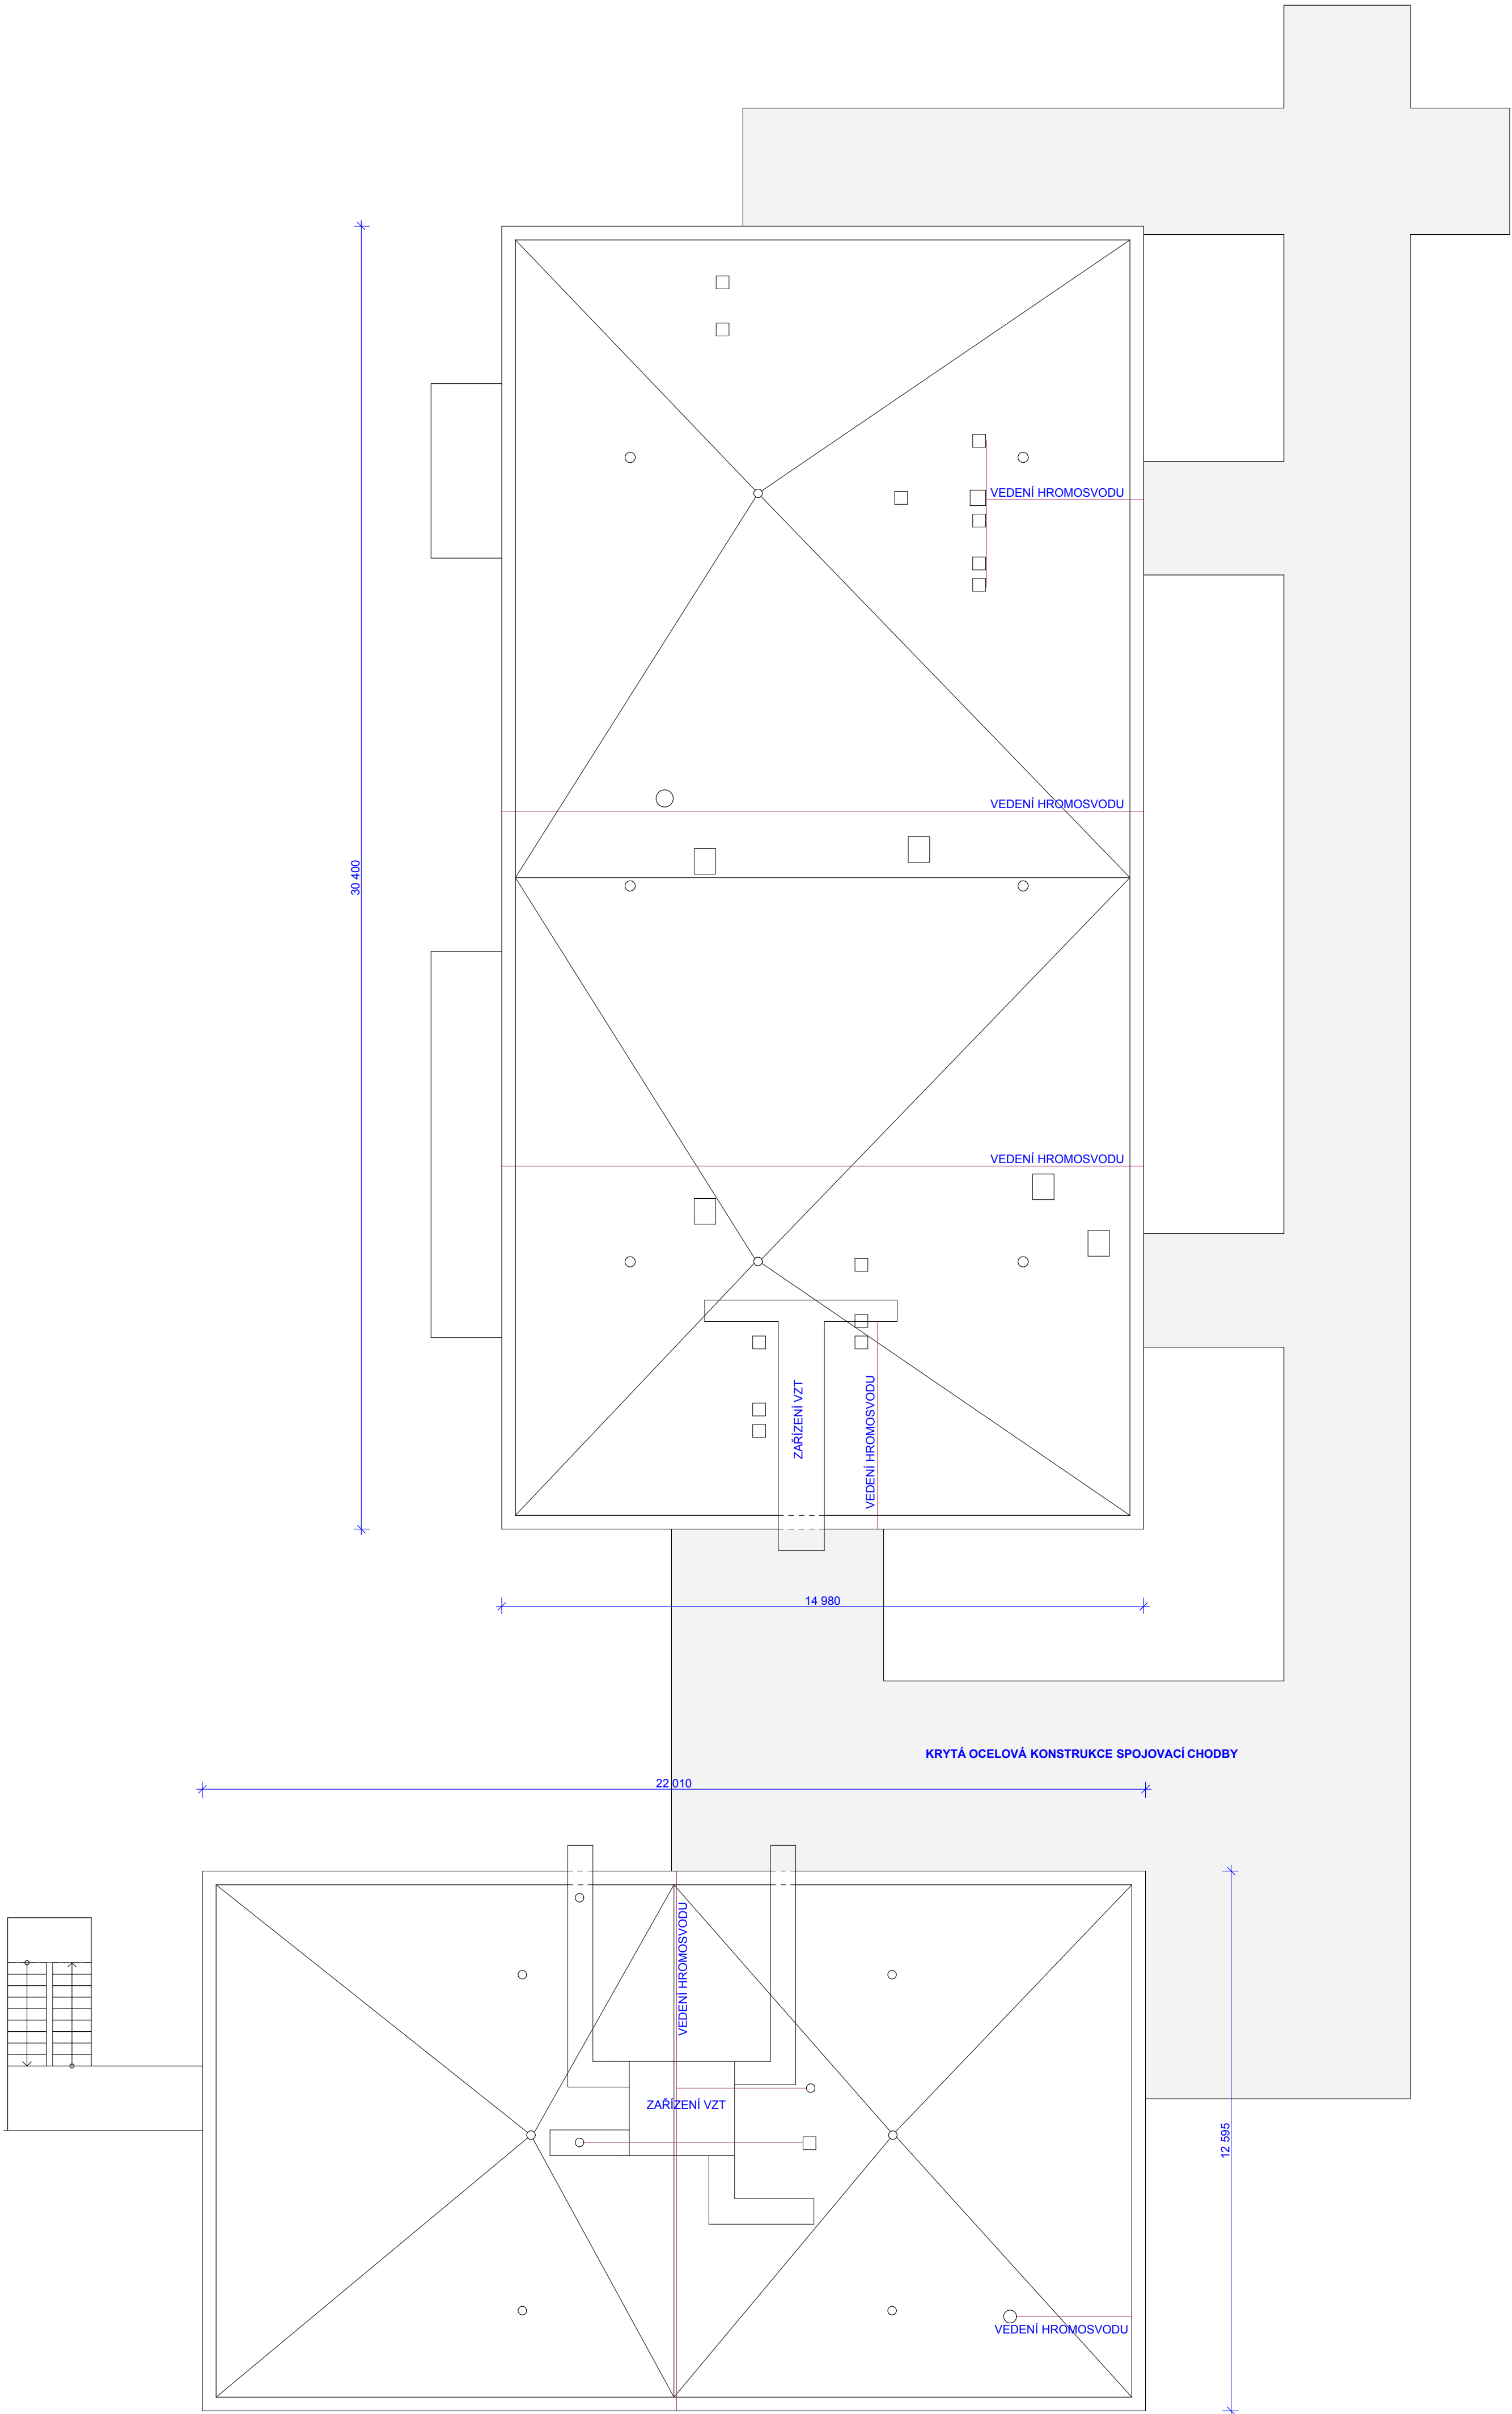 VEDENÍ HROMOSVODU
VEDENÍ HROMOSVODU
30 400
VEDENÍ HROMOSVODU
ZAŘÍZENÍ VZT
VEDENÍ HROMOSVODU
14 980
KRYTÁ OCELOVÁ KONSTRUKCE SPOJOVACÍ CHODBY
22 010
VEDENÍ HROMOSVODU
ZAŘÍZENÍ VZT
12 595
VEDENÍ HROMOSVODU